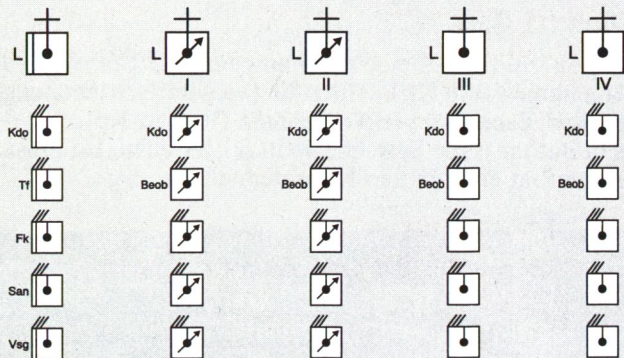 L L L L L
I II III IV
Kdo Kdo Kdo Kdo Kdo
Tf Beob Beob Beob Beob
Fk
San
Vsg